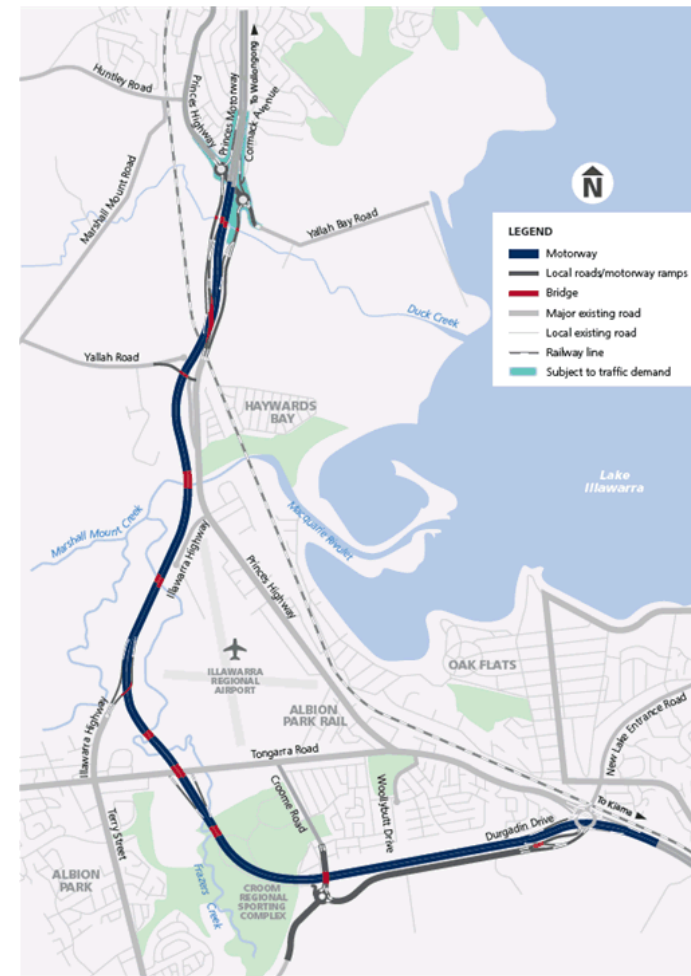 Huntley Road
Princes Highway
Princes Motorway
To Wollongong
Cormack Avenue
Marshall Mount Road
Yallah Bay Road
N
LEGEND
Motorway
Local roads/motorway ramps
Bridge
Major existing road
Local existing road
Railway line
Subject to traffic demand
Duck Creek
Yallah Road
HAYWARDS
BAY
Lake
Illawarra
Marshall Mount Creek
Macquarie Rivulet
Illawarra Highway
Princes Highway
ILLAWARRA
REGIONAL
AIRPORT
OAK FLATS
ALBION
PARK RAIL
Illawarra Highway
Tongarra Road
New Lake Entrance Road
Croome Road
Woollybutt Drive
To Kiama
Durgadin Drive
Terry Street
ALBION
PARK
Frazers Creek
CROOM
REGIONAL
SPORTING
COMPLEX